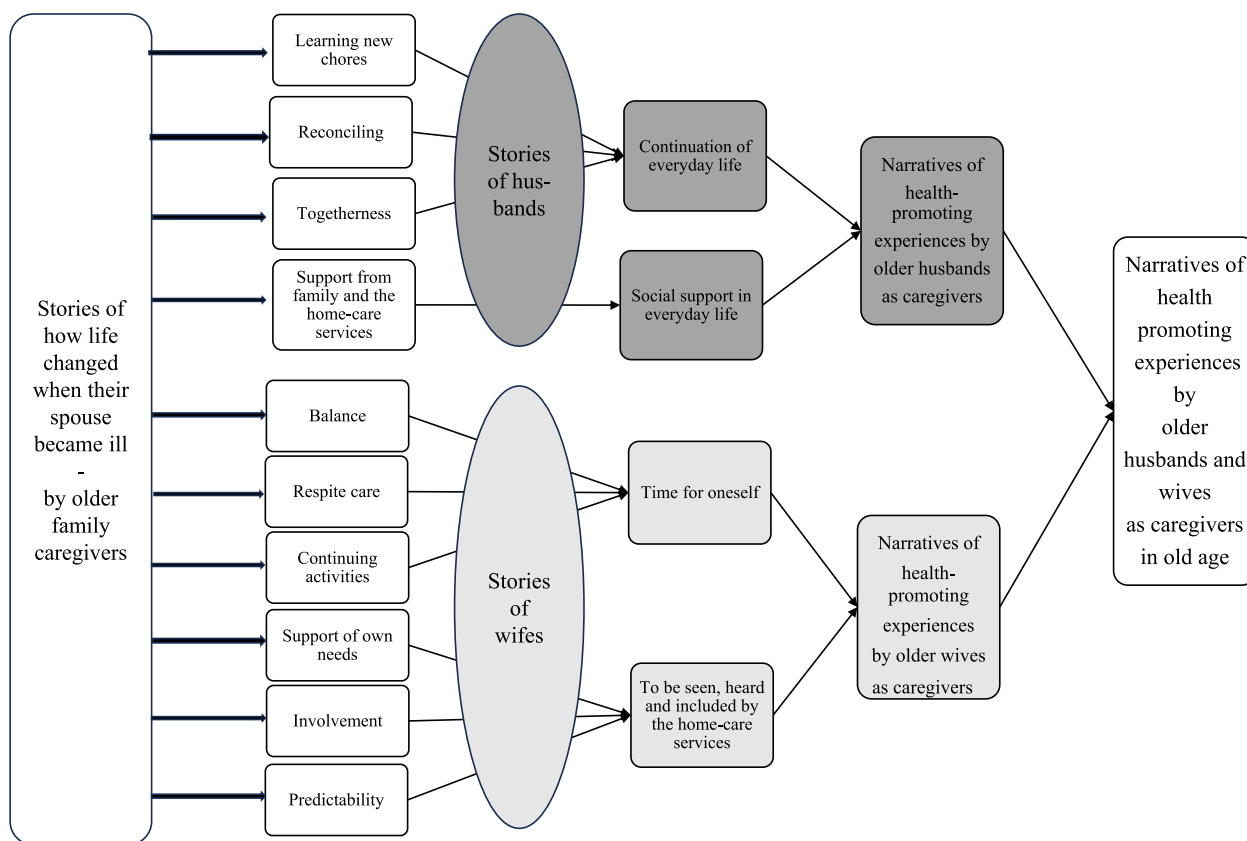 Stories of
how life
changed
when their
spouse
became ill
-
by older
family
caregivers
Learning new
chores
Reconciling
Togetherness
Support from
family and the
home-care
services
Balance
Respite care
Continuing
activities
Support of own
needs
Involvement
Predictability
Stories
of hus-
bands
Stories
of
wifes
Continuation of
everyday life
Social support in
everyday life
Time for oneself
To be seen, heard
and included by
the home-care
services
Narratives of
health-
promoting
experiences by
older husbands
as caregivers
Narratives of
health-
promoting
experiences
by older wives
as caregivers
Narratives of
health
promoting
experiences
by
older
husbands and
wives
as caregivers
in old age